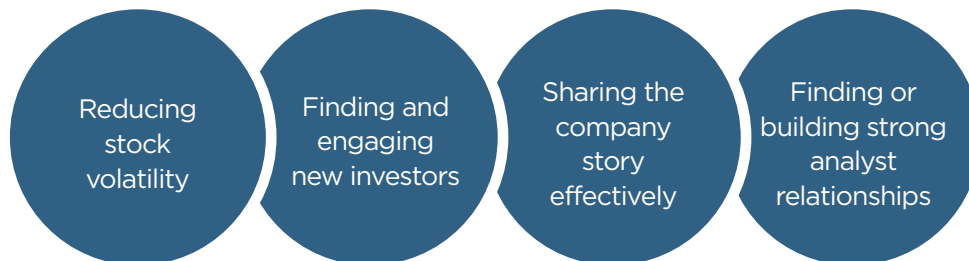 Reducing
stock
volatility
Finding and
engaging
new investors
Sharing the
company
story
effectively
Finding or
building strong
analyst
relationships